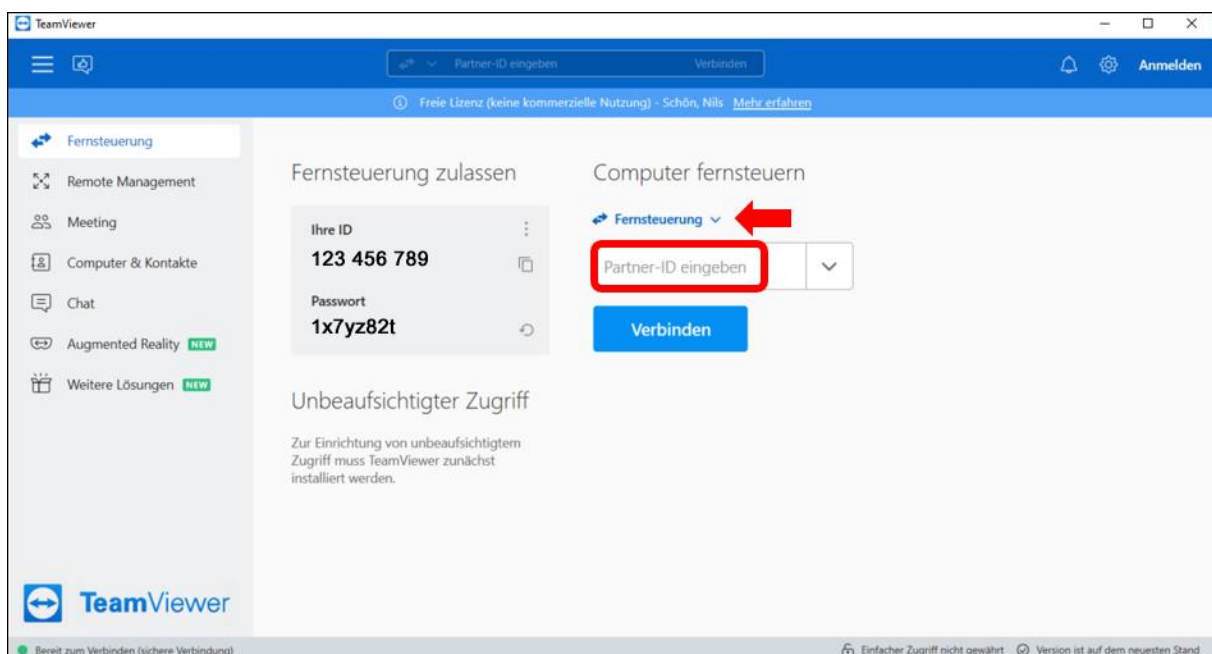 TeamViewer
Partner-ID eingeben
Verbinden
Anmelden
Freie Lizenz (keine kommerzielle Nutzung) - Schön, Nils Mehr erfahren
Fernsteuerung
Remote Management
Meeting
Computer & Kontakte
Chat
Augmented Reality NEW
Weitere Lösungen NEW
Fernsteuerung zulassen
Ihre ID
123 456 789
Passwort
1x7yz82t
Unbeaufsichtigter Zugriff
Zur Einrichtung von unbeaufsichtigtem
Zugriff muss TeamViewer zunächst
installiert werden.
Computer fernsteuern
Fernsteuerung
Partner-ID eingeben
Verbinden
TeamViewer
Bereit zum Verbinden (sichere Verbindung)
Einfacher Zugriff nicht gewährt
Version ist auf dem neuesten Stand